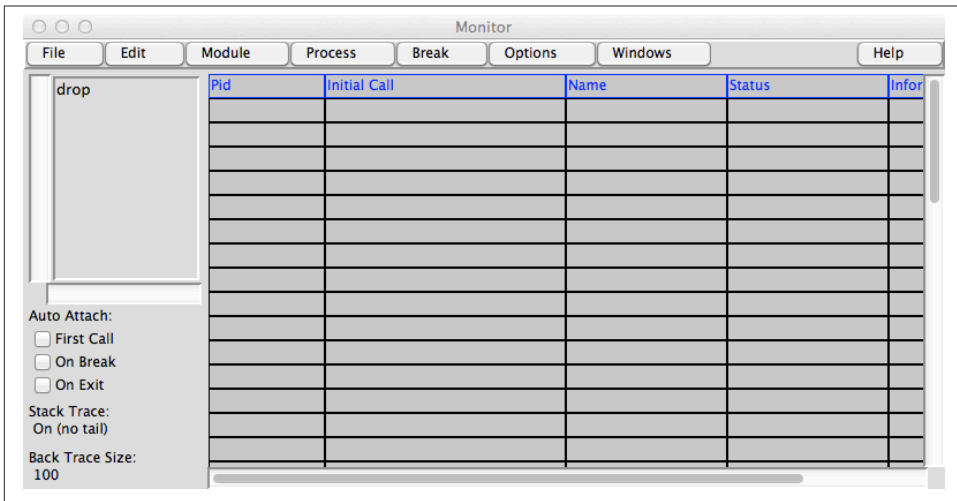 Monitor
File Edit Module Process Break Options Windows Help
drop
Pid Initial Call Name Status Infor
Auto Attach:
First Call
On Break
On Exit
Stack Trace:
On (no tail)
Back Trace Size:
100